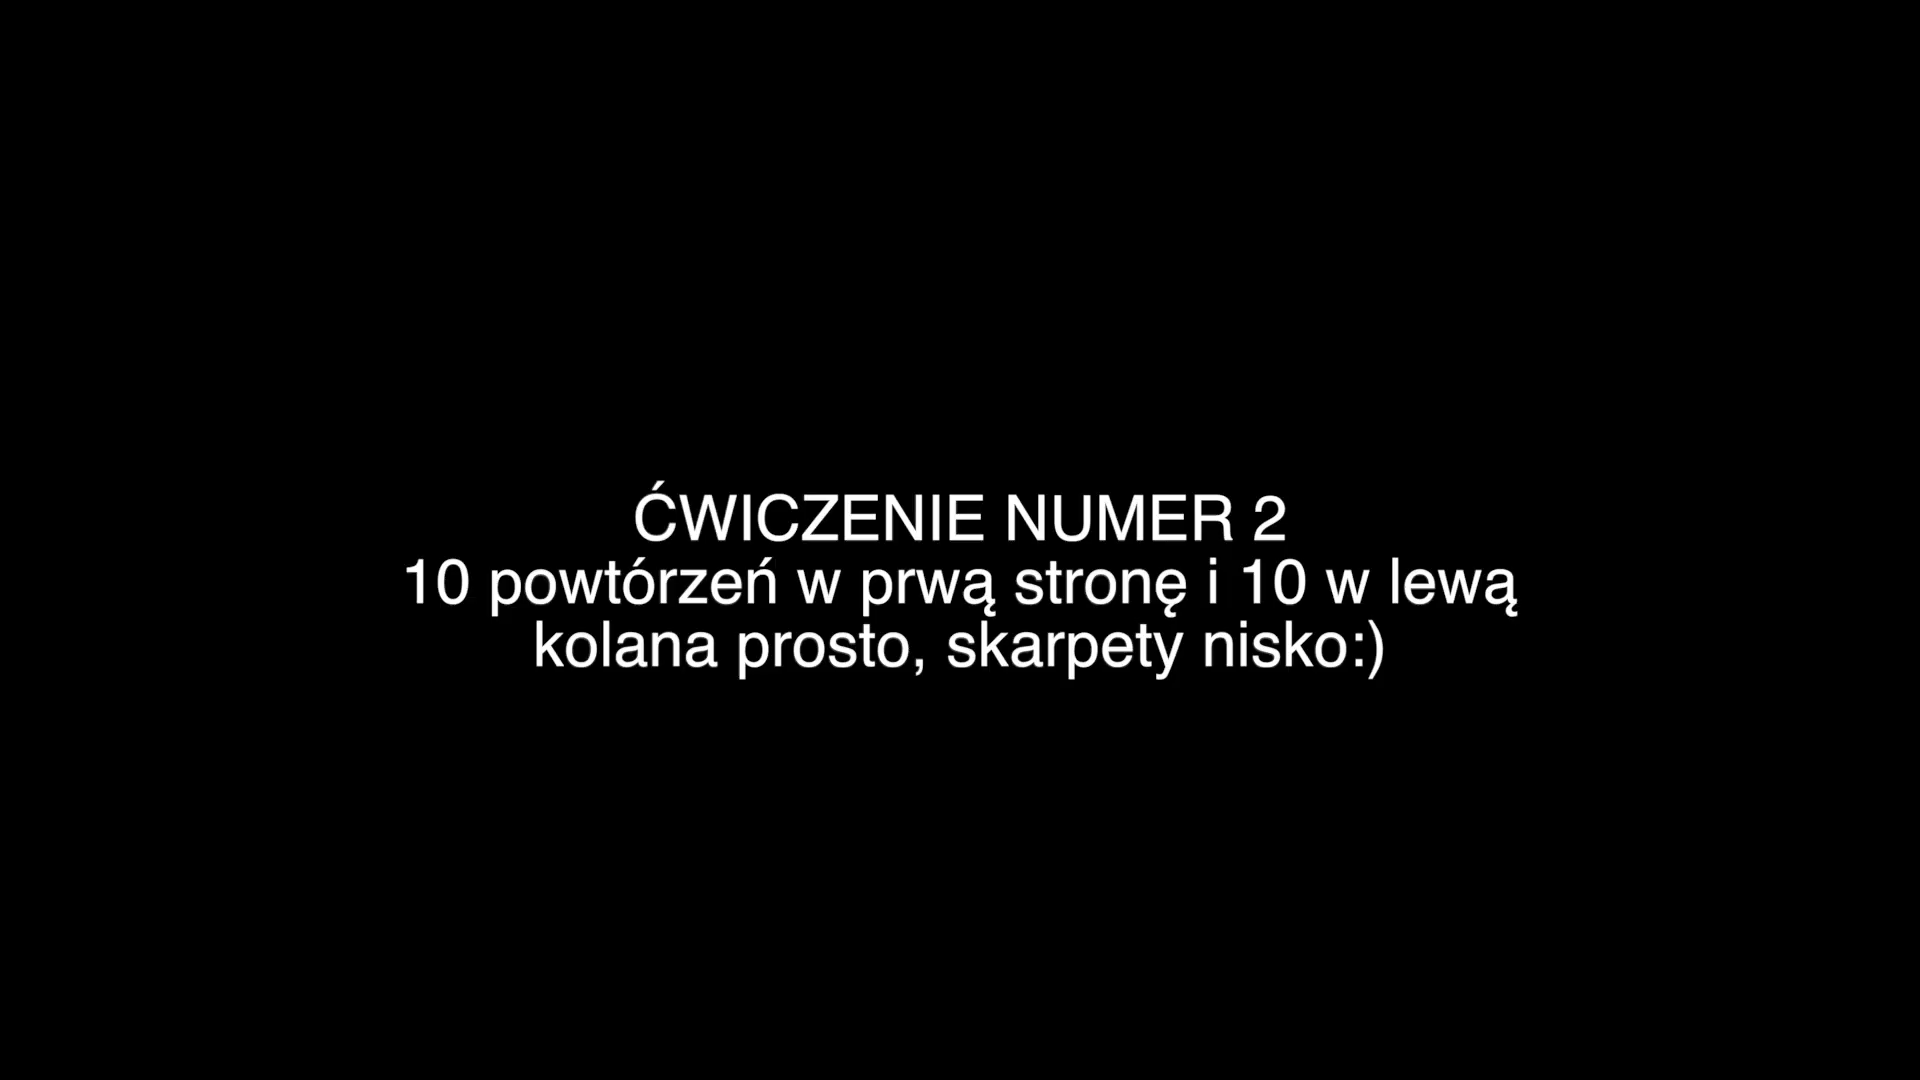 ĆWICZENIE NUMER 2
10 powtórzeń w prwą stronę i 10 w lewą
kolana prosto, skarpety nisko:)